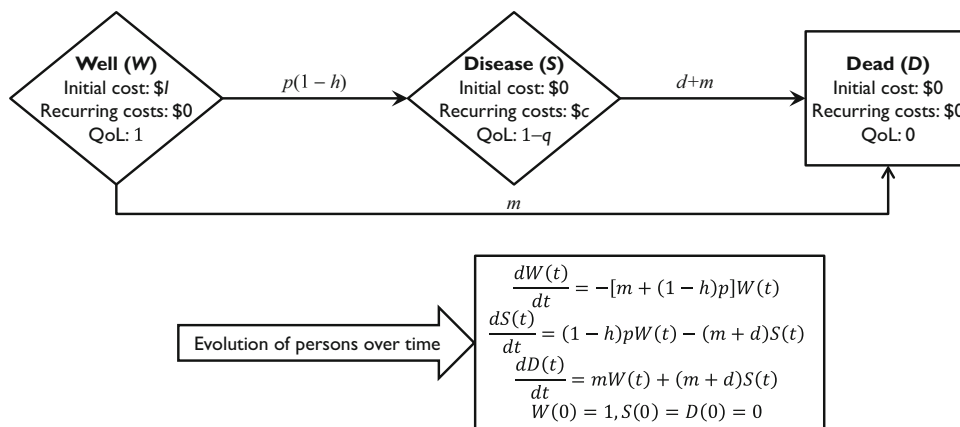 Well (W)
Initial cost: $I
Recurring costs: $0
QoL: 1
p(1 − h)
Disease (S)
Initial cost: $0
Recurring costs: $c
QoL: 1−q
d+m
Dead (D)
Initial cost: $0
Recurring costs: $0
QoL: 0
m
Evolution of persons over time
dW(t)/dt = −[m + (1 − h)p]W(t)
dS(t)/dt = (1 − h)pW(t) − (m + d)S(t)
dD(t)/dt = mW(t) + (m + d)S(t)
W(0) = 1, S(0) = D(0) = 0